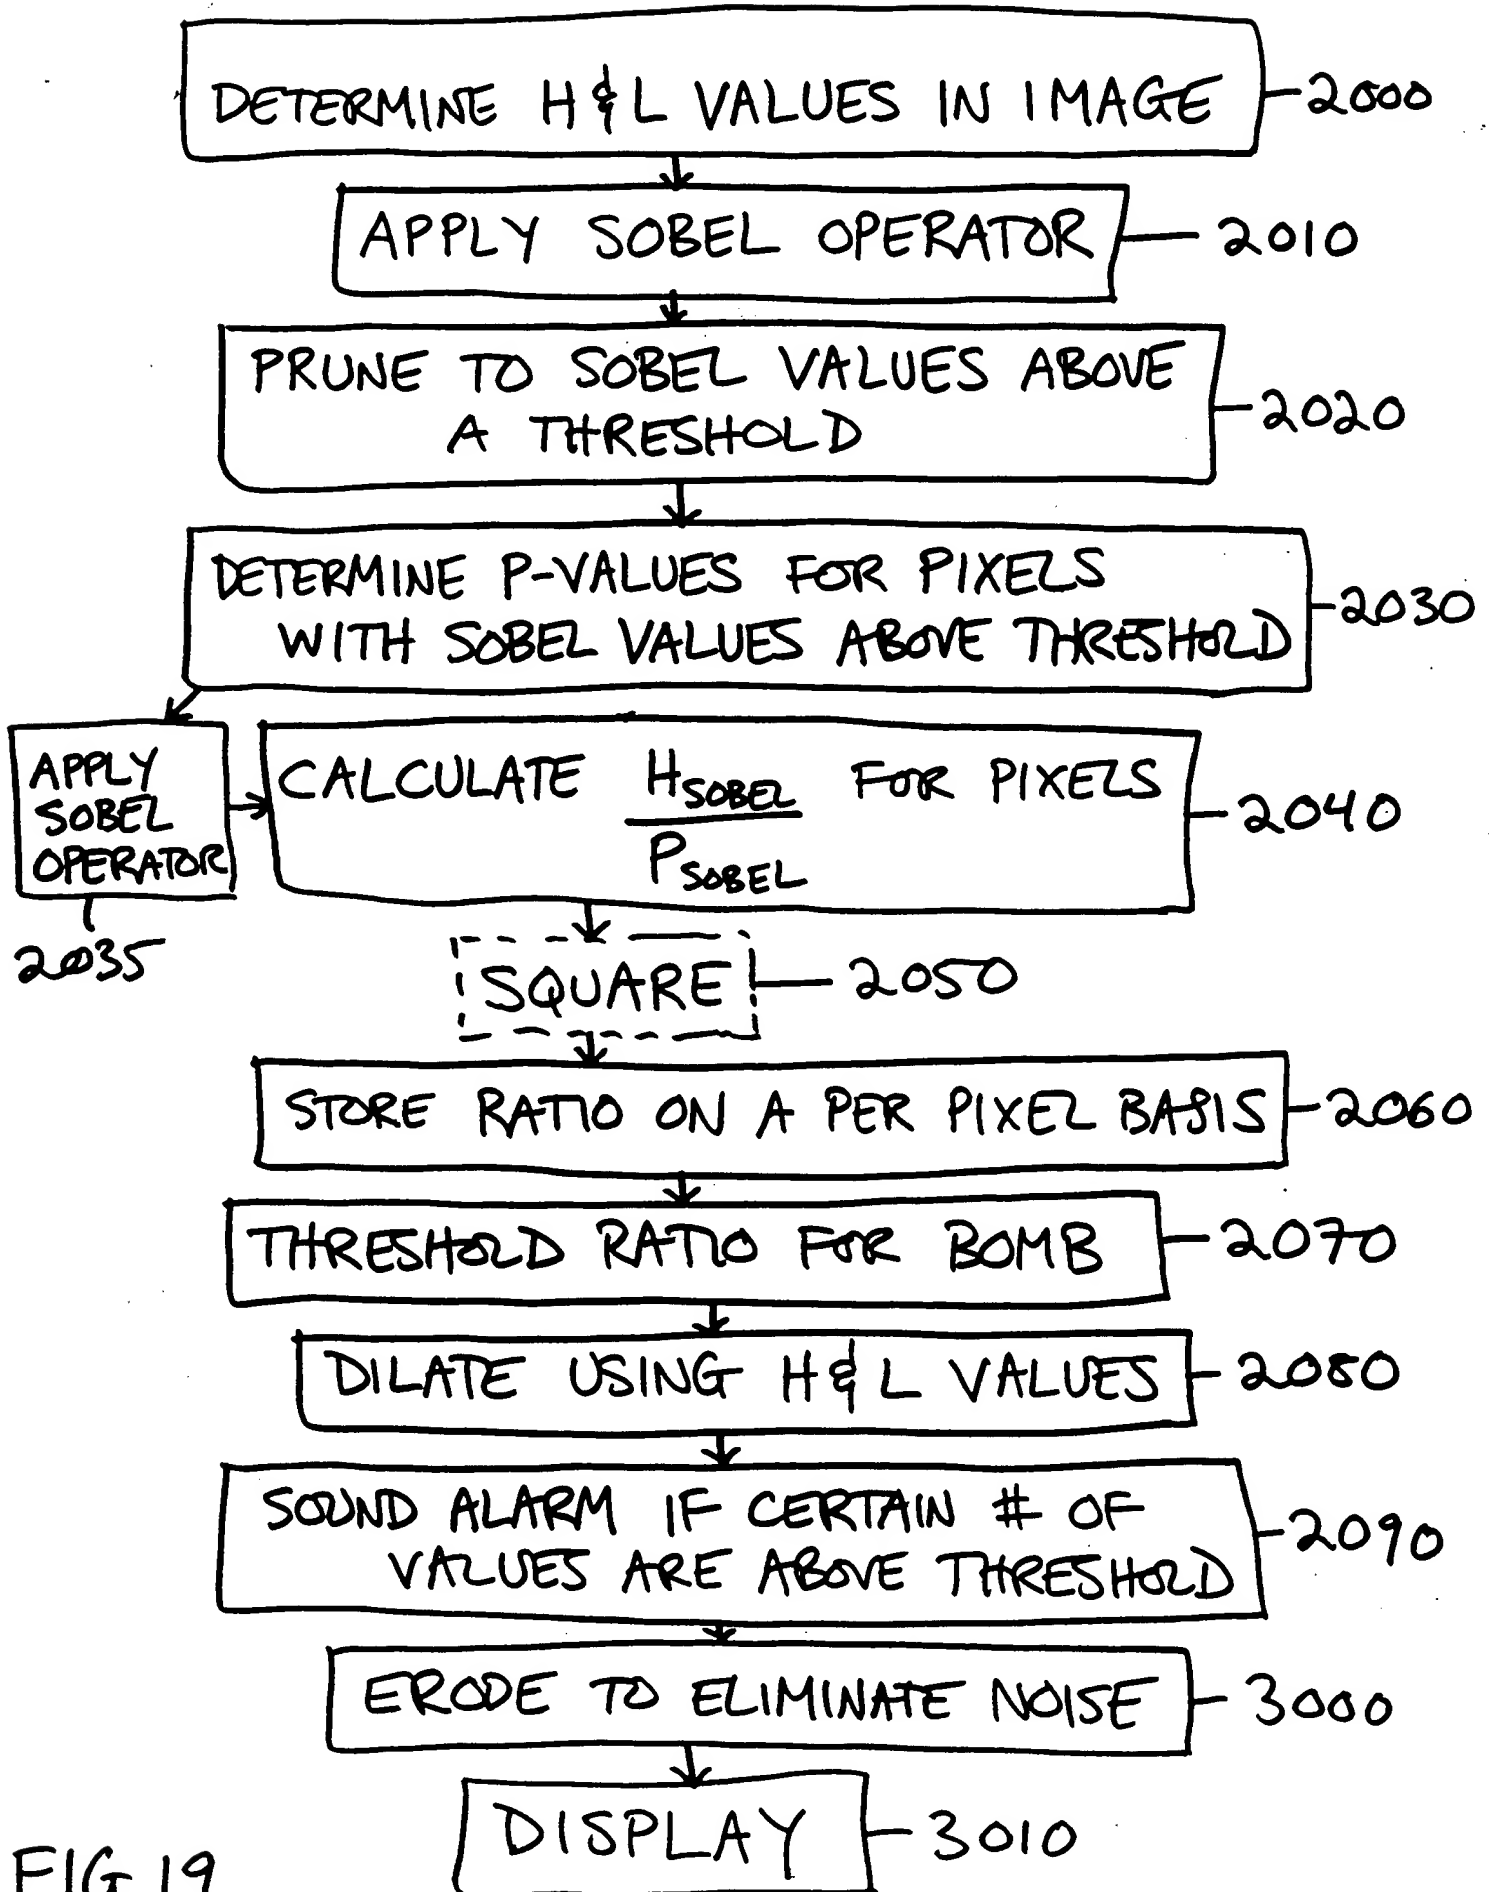 DETERMINE H & L VALUES IN IMAGE
2000
APPLY SOBEL OPERATOR
2010
PRUNE TO SOBEL VALUES ABOVE
A THRESHOLD
2020
DETERMINE P-VALUES FOR PIXELS
WITH SOBEL VALUES ABOVE THRESHOLD
2030
APPLY
SOBEL
OPERATOR
2035
CALCULATE H SOBEL FOR PIXELS
P SOBEL
2040
SQUARE
2050
STORE RATIO ON A PER PIXEL BASIS
2060
THRESHOLD RATIO FOR BOMB
2070
DILATE USING H & L VALUES
2080
SOUND ALARM IF CERTAIN # OF
VALUES ARE ABOVE THRESHOLD
2090
ERODE TO ELIMINATE NOISE
3000
DISPLAY
3010
FIG 19